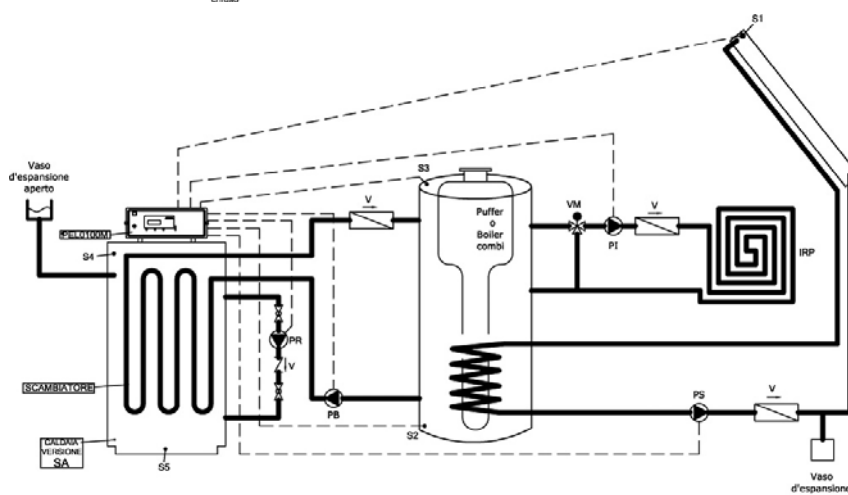 chiuso
S1
Vaso
d'espansione
aperto
S3
V
VM
V
PEL0100M
Puffer
o
Boiler
combi
PI
IRP
S4
PR
V
SCAMBIATORE
PB
PS
V
S2
CALDAIA
VERSIONE
SA
S5
Vaso
d'espansione